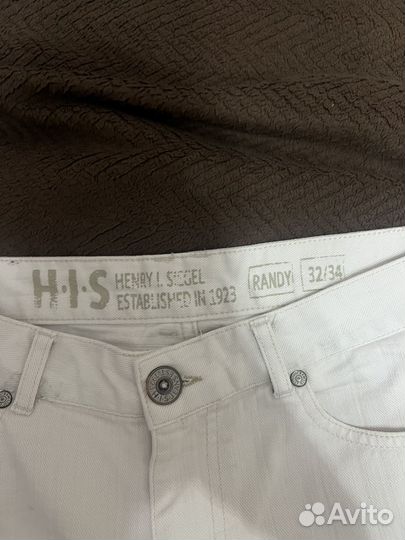 H·I·S
HENRY I. SIEGEL
ESTABLISHED IN 1923
RANDY
32/34
Avito